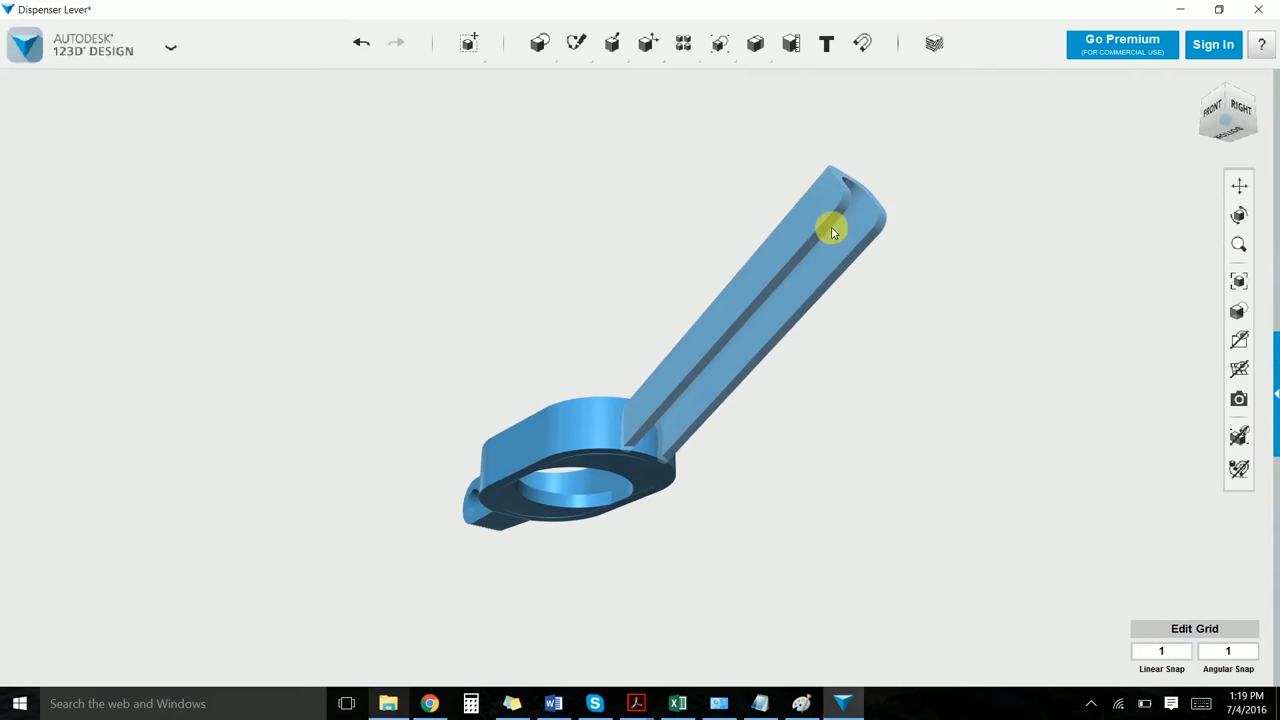 Dispenser Lever*
AUTODESK®
123D® DESIGN
Go Premium
(FOR COMMERCIAL USE)
Sign In
?
T
FRONT
RIGHT
BOTTOM
Edit Grid
1
1
Linear Snap
Angular Snap
Search the web and Windows
1:19 PM
7/4/2016